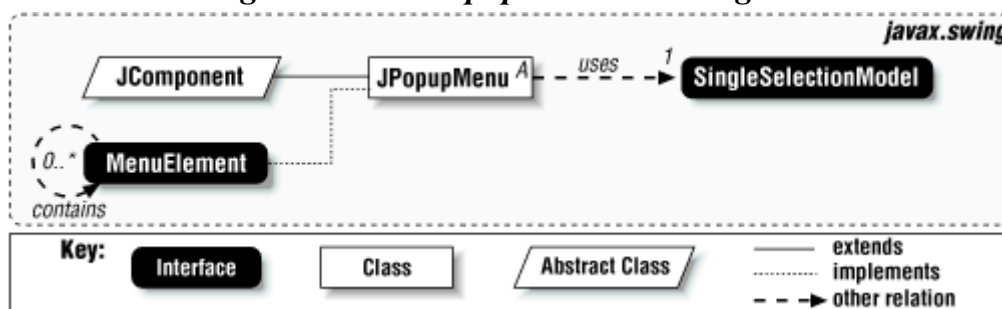 javax.swing
JComponent
JPopupMenu A
uses
1
SingleSelectionModel
0..*
MenuElement
contains
Key:
Interface
Class
Abstract Class
extends
implements
other relation